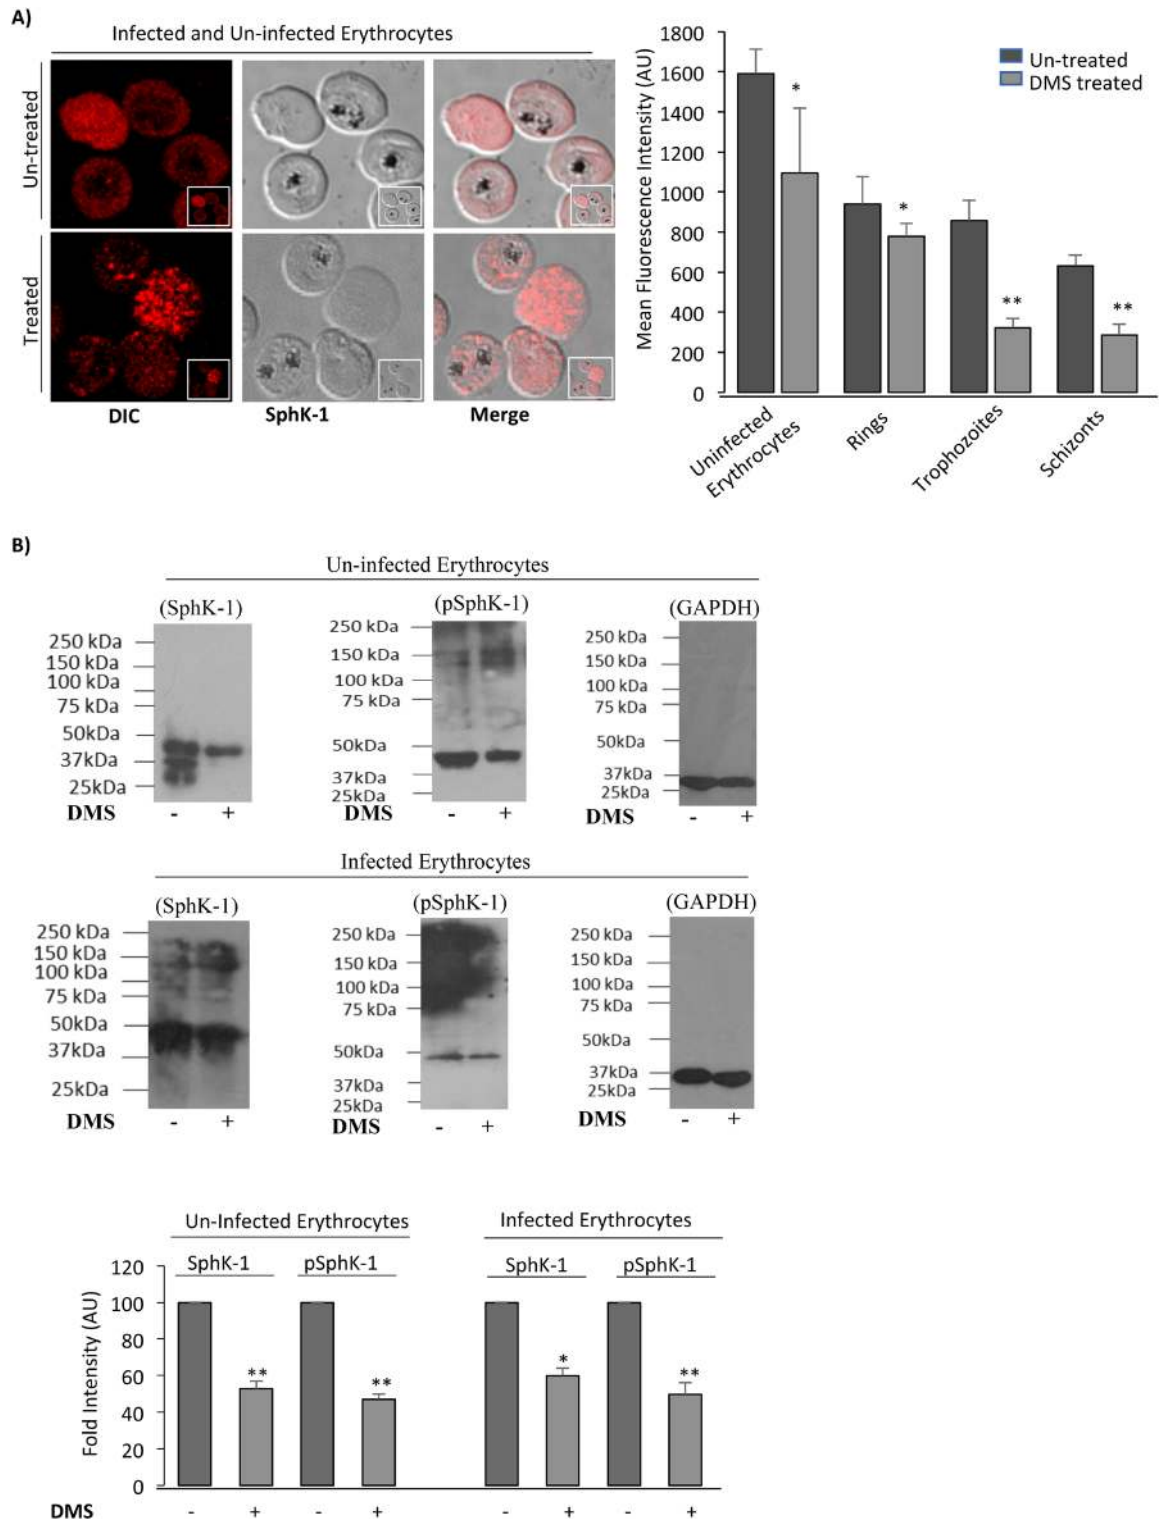 A)
Infected and Un-infected Erythrocytes
Un-treated
Treated
DIC
SphK-1
Merge
Mean Fluorescence Intensity (AU)
1800
1600
1400
1200
1000
800
600
400
200
0
Un-treated
DMS treated
*
*
**
**
Uninfected
Erythrocytes
Rings
Trophozoites
Schizonts
B)
Un-infected Erythrocytes
(SphK-1)
250 kDa
150 kDa
100 kDa
75 kDa
50kDa
37kDa
25kDa
DMS - +
(pSphK-1)
250 kDa
150 kDa
100 kDa
75 kDa
50kDa
37kDa
25kDa
DMS - +
(GAPDH)
250 kDa
150 kDa
100 kDa
75 kDa
50kDa
37kDa
25kDa
DMS - +
Infected Erythrocytes
(SphK-1)
250 kDa
150 kDa
100 kDa
75 kDa
50kDa
37kDa
25kDa
DMS - +
(pSphK-1)
250 kDa
150 kDa
100 kDa
75 kDa
50kDa
37kDa
25kDa
DMS - +
(GAPDH)
250 kDa
150 kDa
100 kDa
75 kDa
50kDa
37kDa
25kDa
DMS - +
Un-Infected Erythrocytes
Infected Erythrocytes
SphK-1
pSphK-1
SphK-1
pSphK-1
Fold Intensity (AU)
120
100
80
60
40
20
0
**
**
*
**
DMS - + - + - + - +